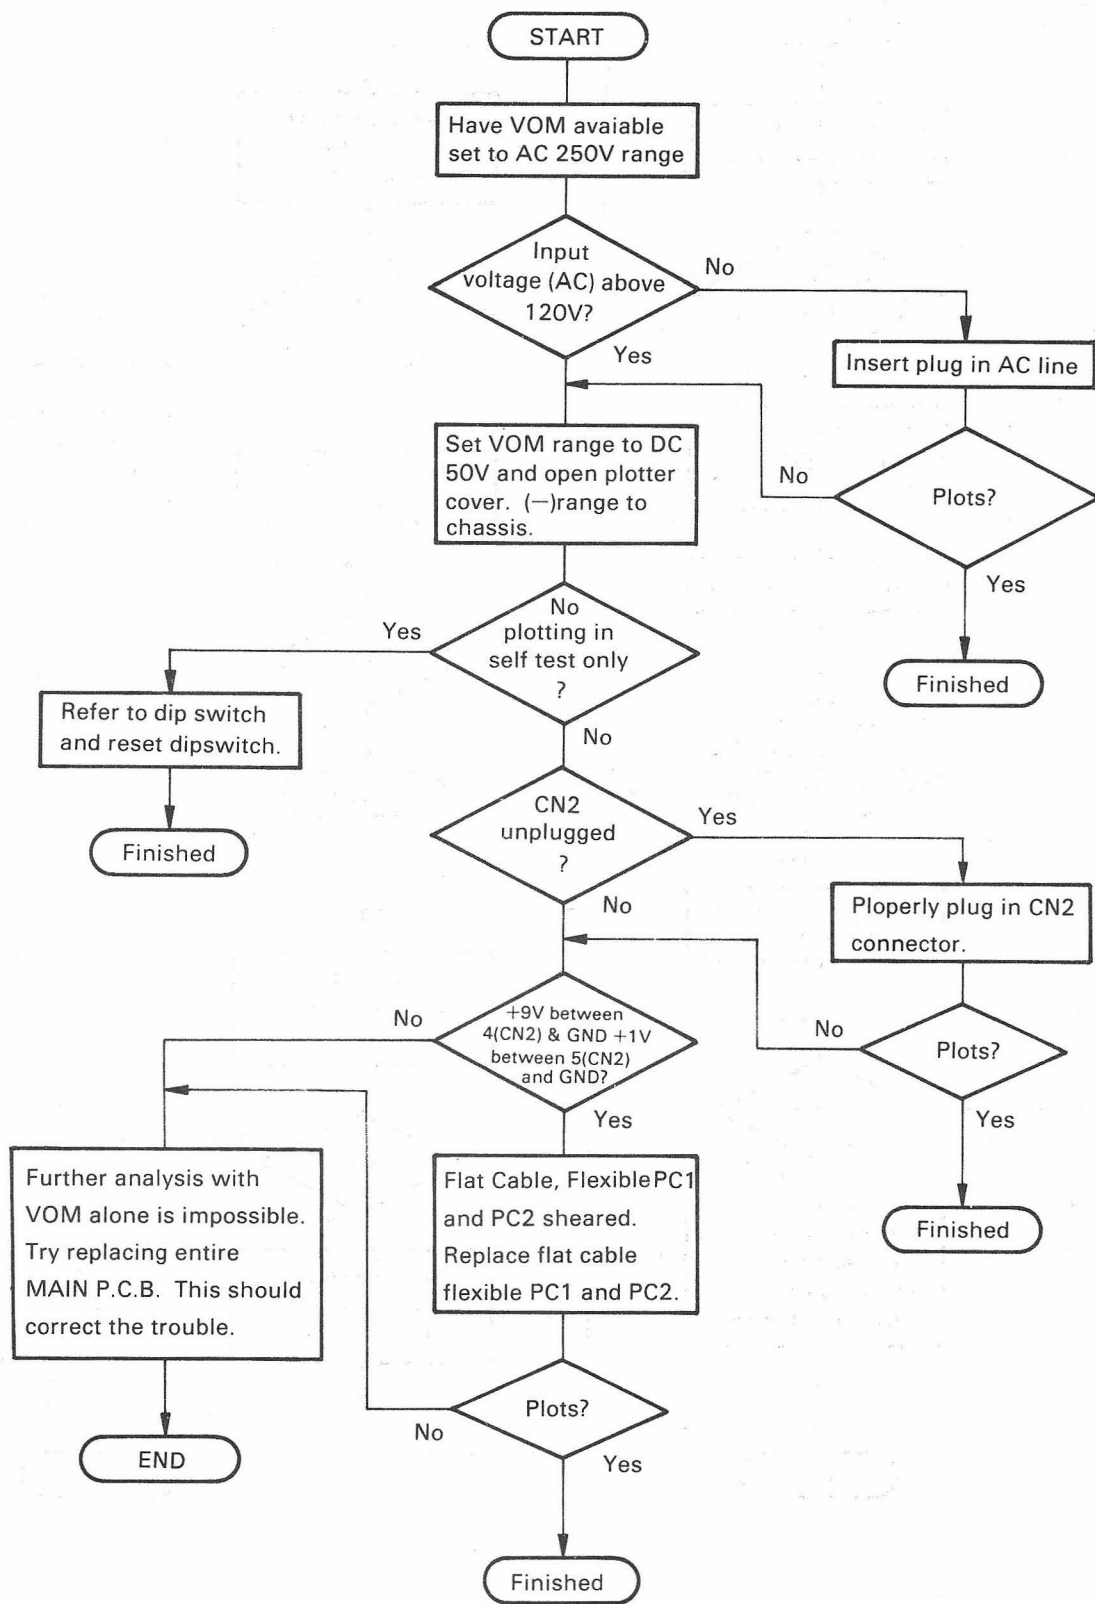 START
Have VOM avaiable
set to AC 250V range
Input
voltage (AC) above
120V?
No
Yes
Insert plug in AC line
Set VOM range to DC
50V and open plotter
cover. (−)range to
chassis.
No
Plots?
Yes
Finished
No
plotting in
self test only
?
Yes
No
Refer to dip switch
and reset dipswitch.
Finished
CN2
unplugged
?
Yes
No
Ploperly plug in CN2
connector.
+9V between
4(CN2) & GND +1V
between 5(CN2)
and GND?
No
Yes
No
Plots?
Yes
Finished
Further analysis with
VOM alone is impossible.
Try replacing entire
MAIN P.C.B. This should
correct the trouble.
END
Flat Cable, Flexible PC1
and PC2 sheared.
Replace flat cable
flexible PC1 and PC2.
Plots?
No
Yes
Finished